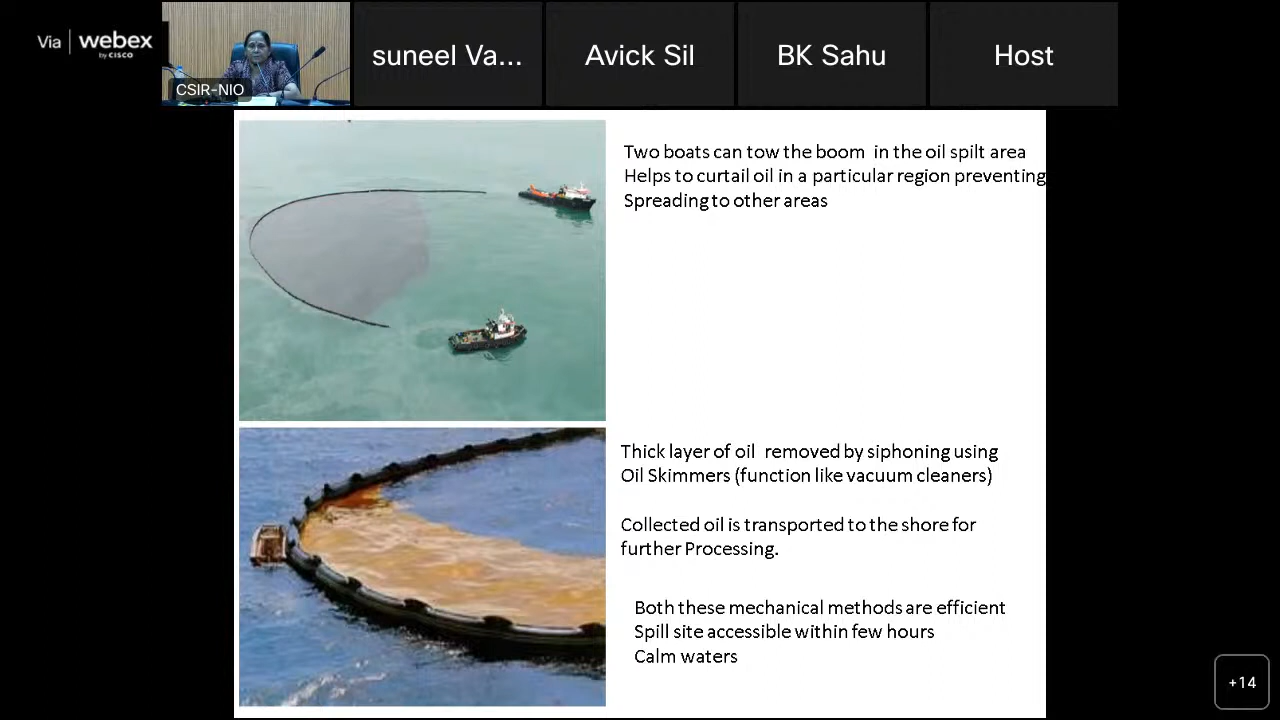 Via | webex
by CISCO
CSIR-NIO
suneel Va...
Avick Sil
BK Sahu
Host
Two boats can tow the boom in the oil spilt area
Helps to curtail oil in a particular region preventing
Spreading to other areas
Thick layer of oil removed by siphoning using
Oil Skimmers (function like vacuum cleaners)
Collected oil is transported to the shore for
further Processing.
Both these mechanical methods are efficient
Spill site accessible within few hours
Calm waters
+14